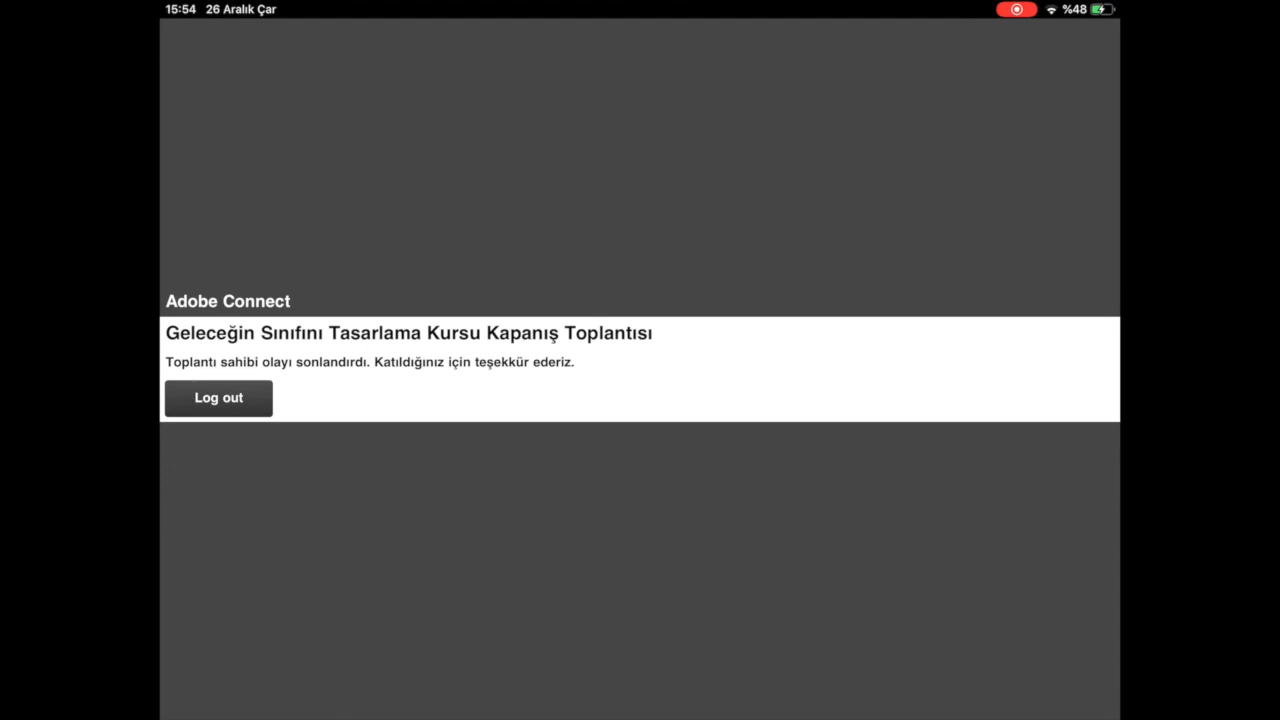 15:54 26 Aralık Çar %48
Adobe Connect
Geleceğin Sınıfını Tasarlama Kursu Kapanış Toplantısı
Toplantı sahibi olayı sonlandırdı. Katıldığınız için teşekkür ederiz.
Log out